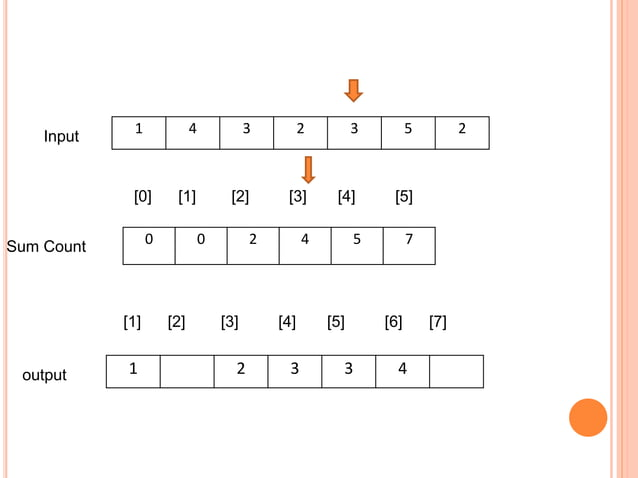 Input 1 4 3 2 3 5 2
[0] [1] [2] [3] [4] [5]
Sum Count 0 0 2 4 5 7
[1] [2] [3] [4] [5] [6] [7]
output 1 2 3 3 4